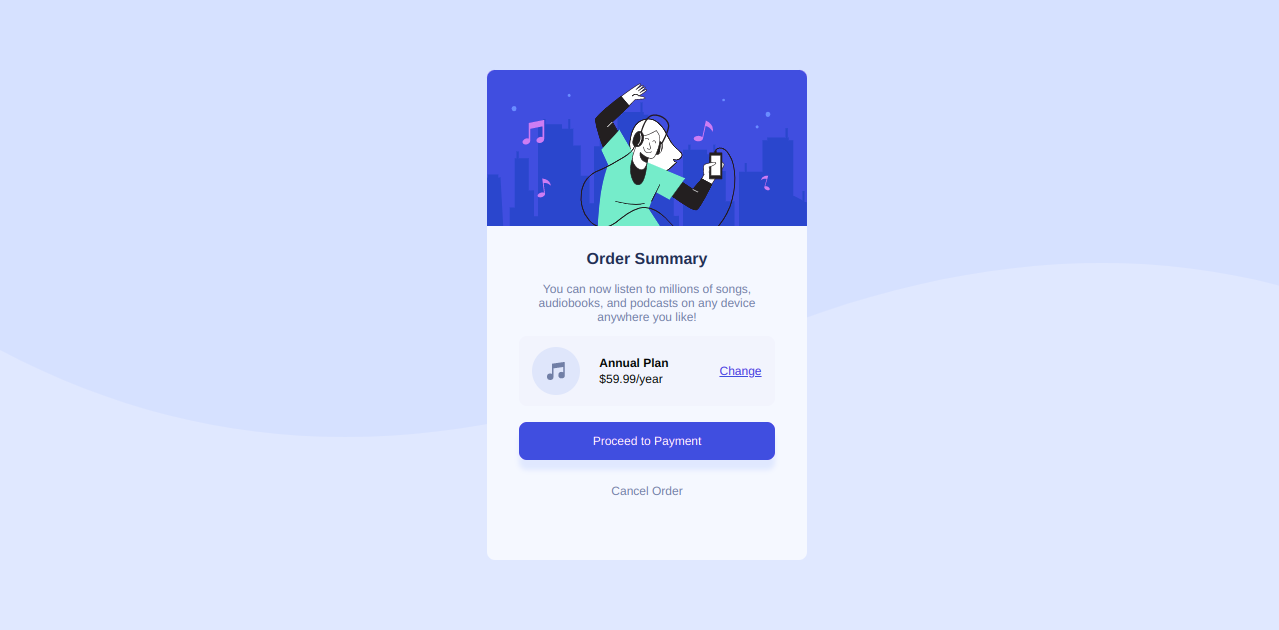 Order Summary
You can now listen to millions of songs,
audiobooks, and podcasts on any device
anywhere you like!
Annual Plan
$59.99/year
Change
Proceed to Payment
Cancel Order